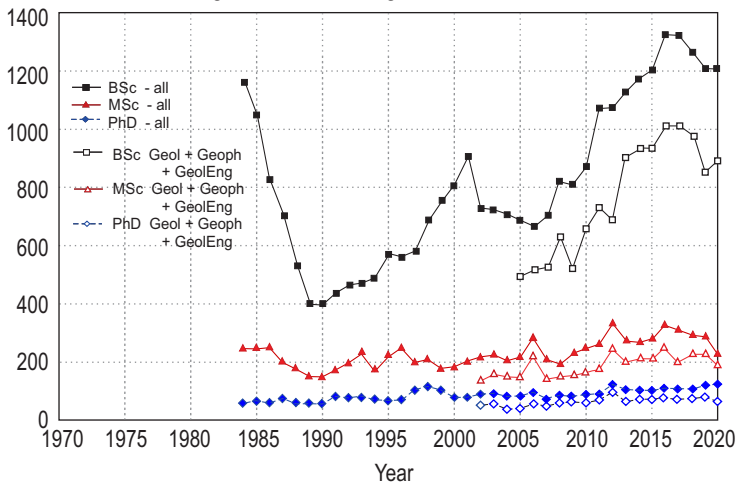 1400
1200
1000
800
600
400
200
0
BSc - all
MSc - all
PhD - all
BSc Geol + Geoph
+ GeolEng
MSc Geol + Geoph
+ GeolEng
PhD Geol + Geoph
+ GeolEng
1970 1975 1980 1985 1990 1995 2000 2005 2010 2015 2020
Year